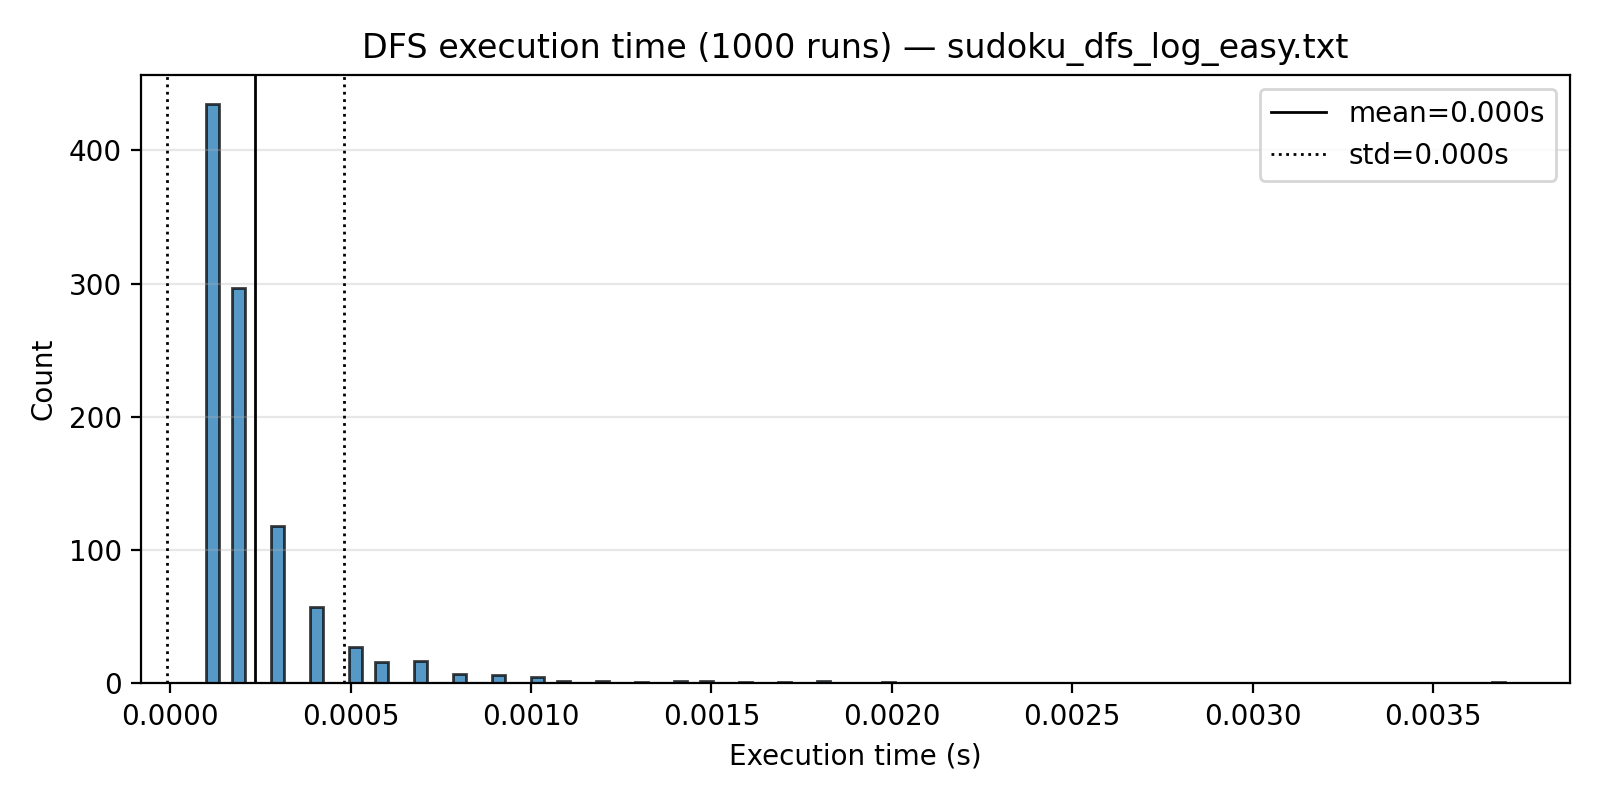 DFS execution time (1000 runs) — sudoku_dfs_log_easy.txt
mean=0.000s
std=0.000s
Count
400
300
200
100
0
0.0000 0.0005 0.0010 0.0015 0.0020 0.0025 0.0030 0.0035
Execution time (s)